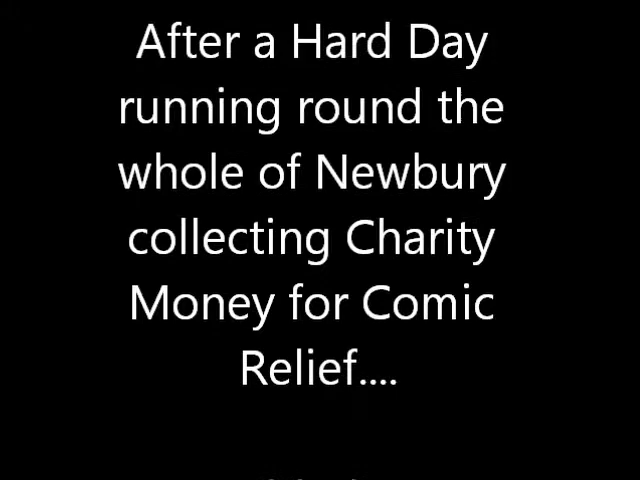 After a Hard Day
running round the
whole of Newbury
collecting Charity
Money for Comic
Relief....